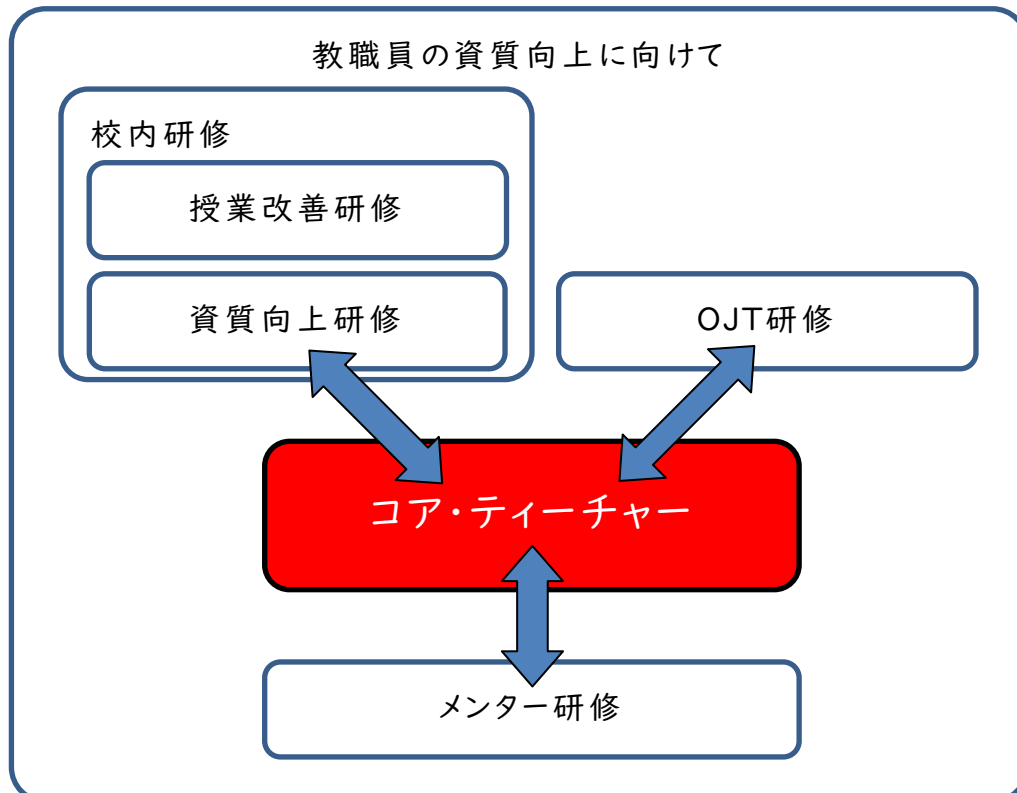 教職員の資質向上に向けて
校内研修
授業改善研修
資質向上研修
OJT研修
コア・ティーチャー
メンター研修